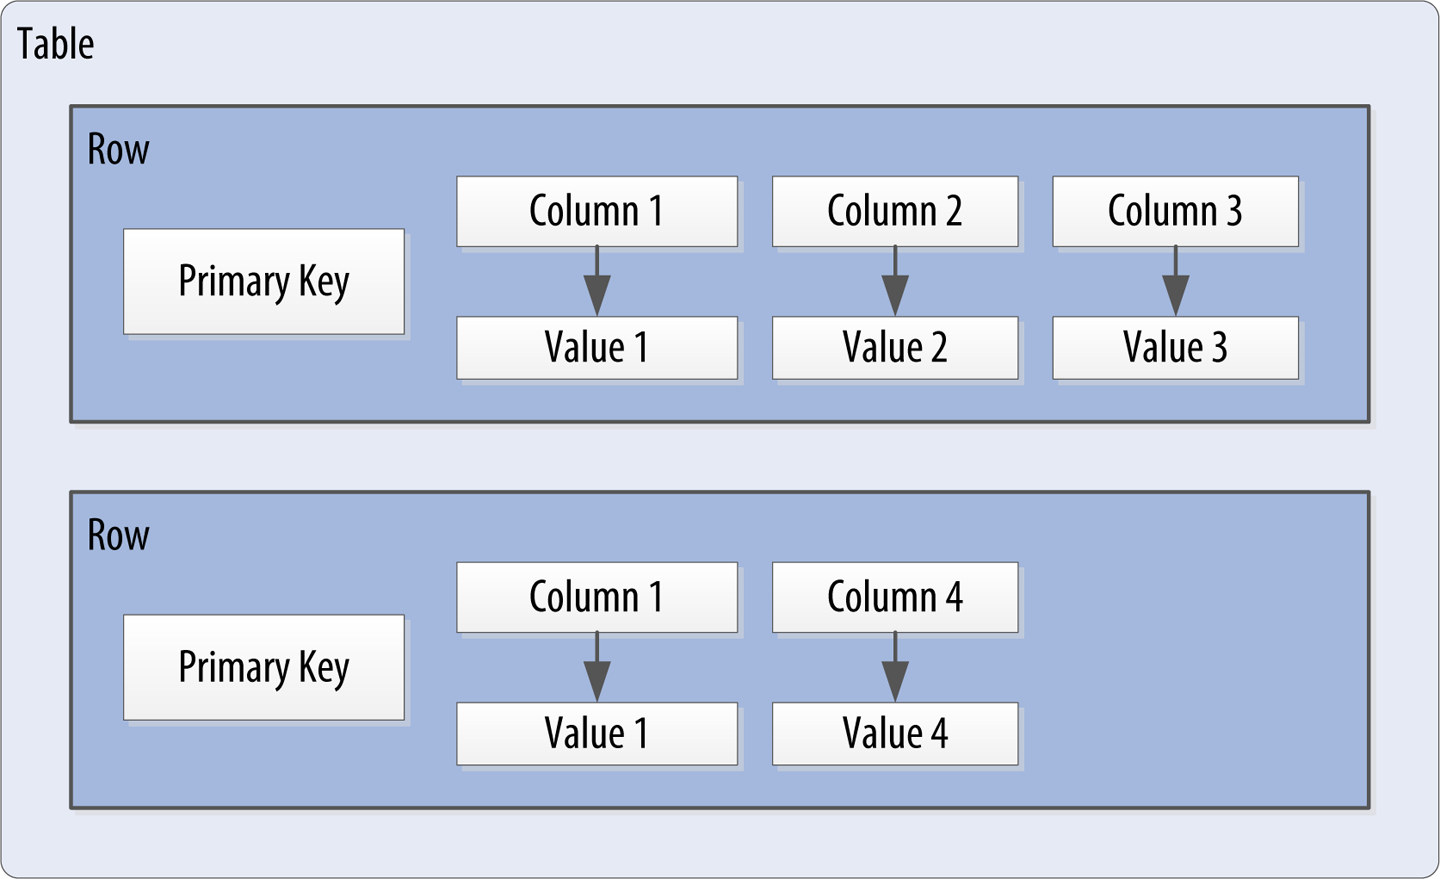 Table
Row
Primary Key
Column 1
Column 2
Column 3
Value 1
Value 2
Value 3
Row
Primary Key
Column 1
Column 4
Value 1
Value 4